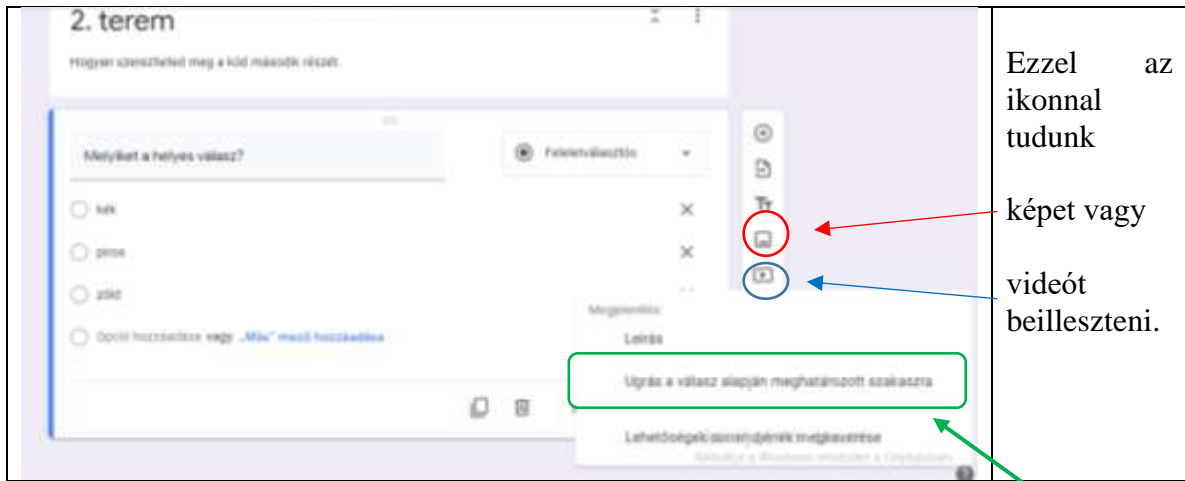 2. terem
Hogyan szerezheted meg a kód második részét.
Melyiket a helyes válasz?
Feleletválasztós
kék
piros
zöld
Opció hozzáadása vagy „Más” mező hozzáadása
Megjelenítés:
Leírás
Ugrás a válasz alapján meghatározott szakaszra
Lehetőségek sorrendjének megkeverése
Ezzel az
ikonnal
tudunk
képet vagy
videót
beilleszteni.